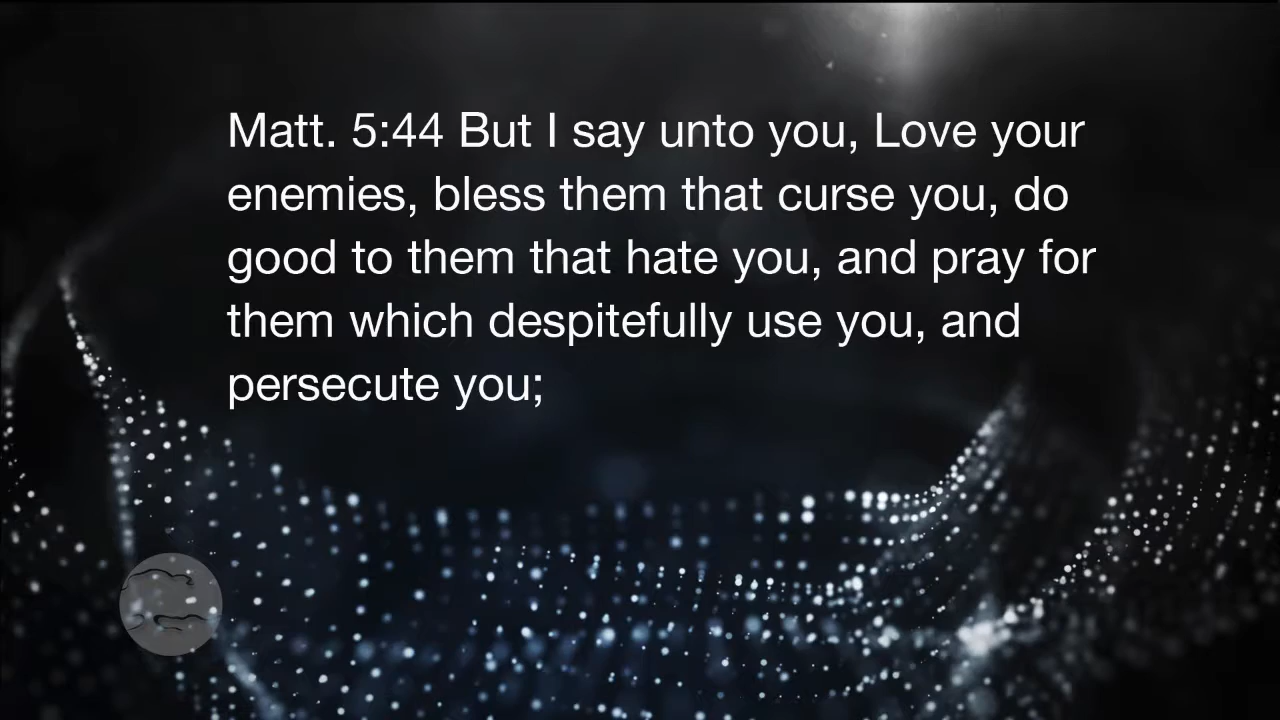 Matt. 5:44 But I say unto you, Love your
enemies, bless them that curse you, do
good to them that hate you, and pray for
them which despitefully use you, and
persecute you;